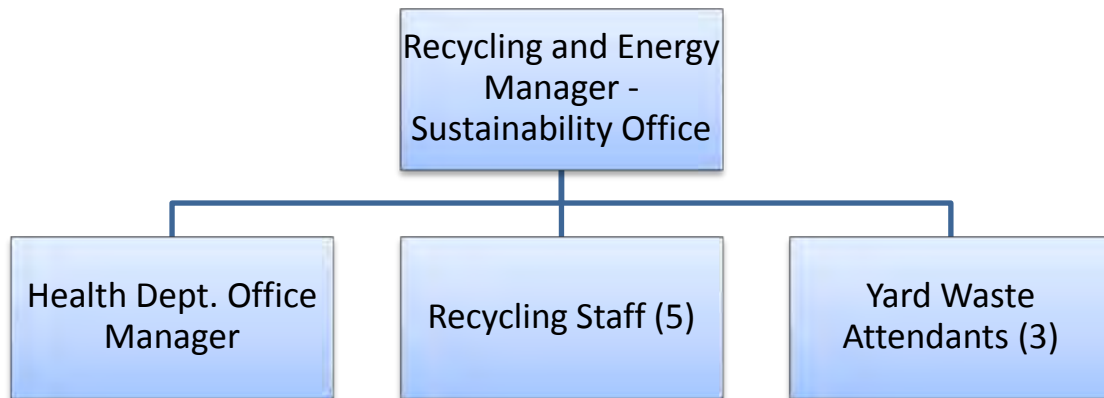 Recycling and Energy
Manager -
Sustainability Office
Health Dept. Office
Manager
Recycling Staff (5)
Yard Waste
Attendants (3)